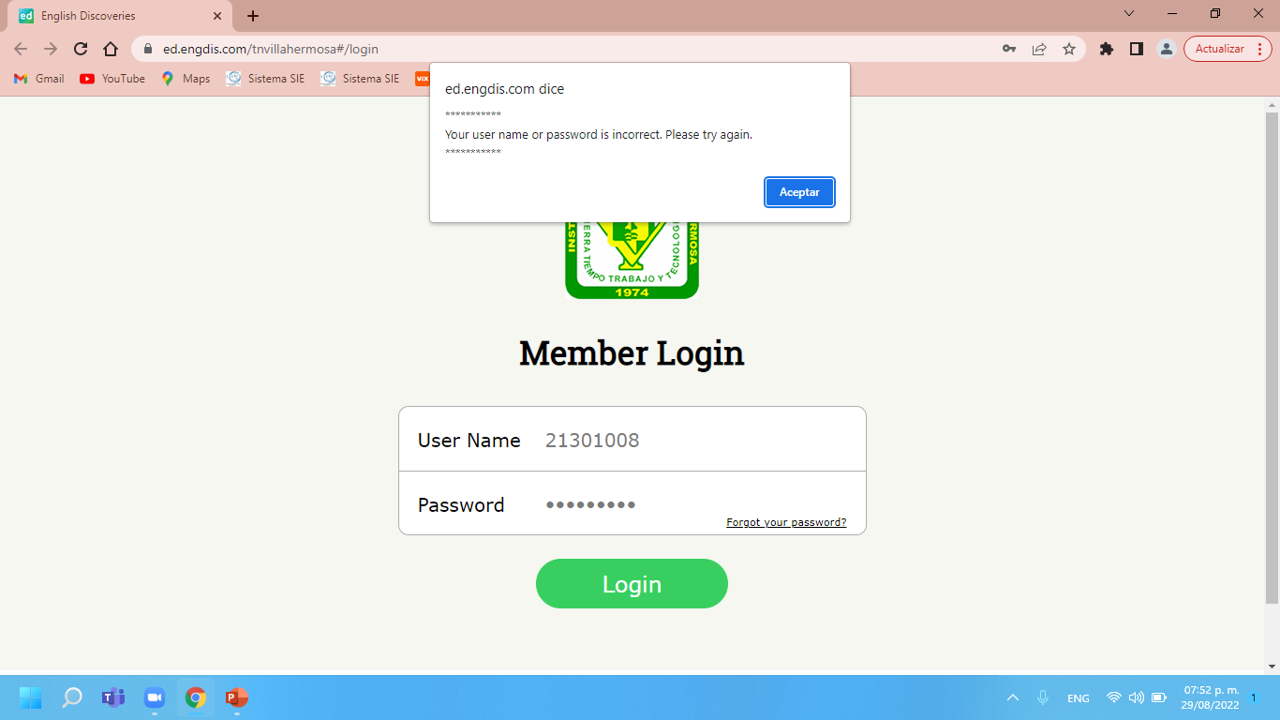 English Discoveries
ed.engdis.com/tnvillahermosa#/login
Actualizar
Gmail
YouTube
Maps
Sistema SIE
Sistema SIE
VIX
ed.engdis.com dice
***********
Your user name or password is incorrect. Please try again.
***********
Aceptar
TIEMPO TRABAJO Y
1974
Member Login
User Name 21301008
Password •••••••••
Forgot your password?
Login
ENG
07:52 p. m.
29/08/2022
1